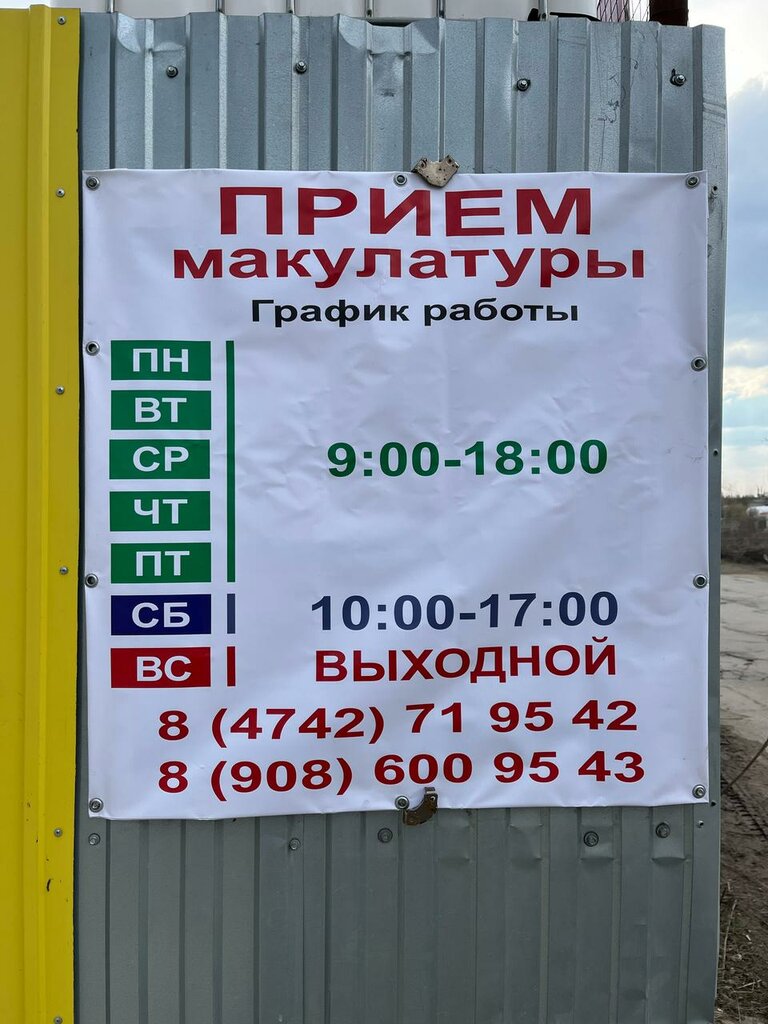 ПРИЕМ
макулатуры
График работы
ПН
ВТ
СР
9:00-18:00
ЧТ
ПТ
СБ 10:00-17:00
ВС ВЫХОДНОЙ
8 (4742) 71 95 42
8 (908) 600 95 43